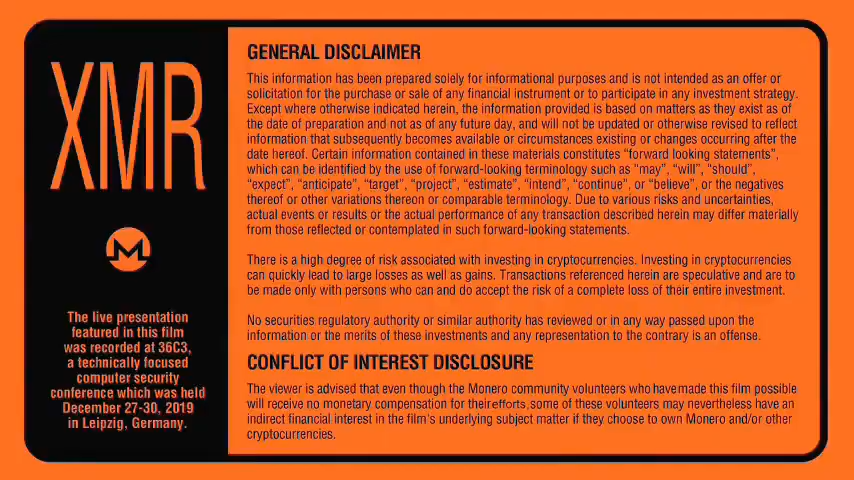 XMR
The live presentation
featured in this film
was recorded at 36C3,
a technically focused
computer security
conference which was held
December 27-30, 2019
in Leipzig, Germany.
GENERAL DISCLAIMER
This information has been prepared solely for informational purposes and is not intended as an offer or
solicitation for the purchase or sale of any financial instrument or to participate in any investment strategy.
Except where otherwise indicated herein, the information provided is based on matters as they exist as of
the date of preparation and not as of any future day, and will not be updated or otherwise revised to reflect
information that subsequently becomes available or circumstances existing or changes occurring after the
date hereof. Certain information contained in these materials constitutes “forward looking statements”,
which can be identified by the use of forward-looking terminology such as “may”, “will”, “should”,
“expect”, “anticipate”, “target”, “project”, “estimate”, “intend”, “continue”, or “believe”, or the negatives
thereof or other variations thereon or comparable terminology. Due to various risks and uncertainties,
actual events or results or the actual performance of any transaction described herein may differ materially
from those reflected or contemplated in such forward-looking statements.
There is a high degree of risk associated with investing in cryptocurrencies. Investing in cryptocurrencies
can quickly lead to large losses as well as gains. Transactions referenced herein are speculative and are to
be made only with persons who can and do accept the risk of a complete loss of their entire investment.
No securities regulatory authority or similar authority has reviewed or in any way passed upon the
information or the merits of these investments and any representation to the contrary is an offense.
CONFLICT OF INTEREST DISCLOSURE
The viewer is advised that even though the Monero community volunteers who have made this film possible
will receive no monetary compensation for their efforts, some of these volunteers may nevertheless have an
indirect financial interest in the film's underlying subject matter if they choose to own Monero and/or other
cryptocurrencies.